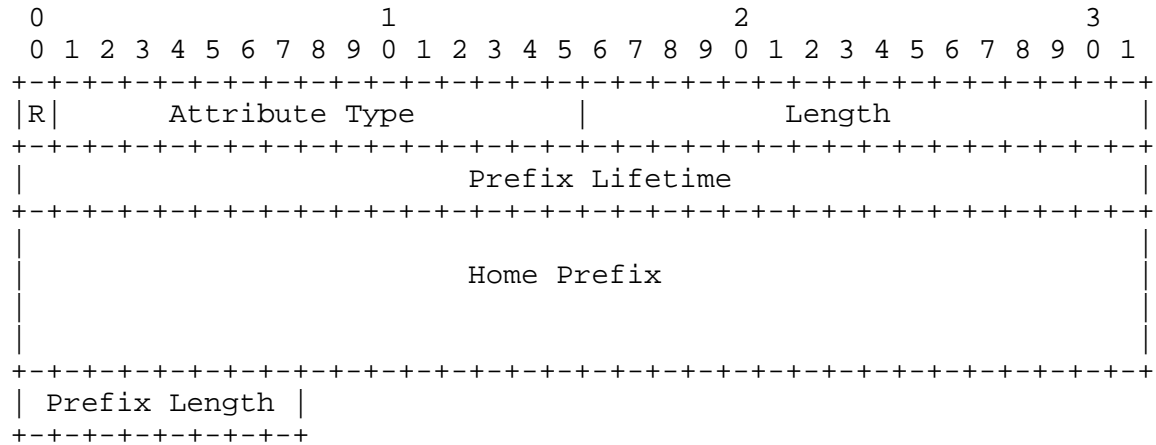 0                   1                   2                   3
 0 1 2 3 4 5 6 7 8 9 0 1 2 3 4 5 6 7 8 9 0 1 2 3 4 5 6 7 8 9 0 1
+-+-+-+-+-+-+-+-+-+-+-+-+-+-+-+-+-+-+-+-+-+-+-+-+-+-+-+-+-+-+-+-+
|R|      Attribute Type         |           Length              |
+-+-+-+-+-+-+-+-+-+-+-+-+-+-+-+-+-+-+-+-+-+-+-+-+-+-+-+-+-+-+-+-+
|                         Prefix Lifetime                       |
+-+-+-+-+-+-+-+-+-+-+-+-+-+-+-+-+-+-+-+-+-+-+-+-+-+-+-+-+-+-+-+-+
|                                                               |
|                         Home Prefix                           |
|                                                               |
|                                                               |
+-+-+-+-+-+-+-+-+-+-+-+-+-+-+-+-+-+-+-+-+-+-+-+-+-+-+-+-+-+-+-+-+
| Prefix Length |
+-+-+-+-+-+-+-+-+